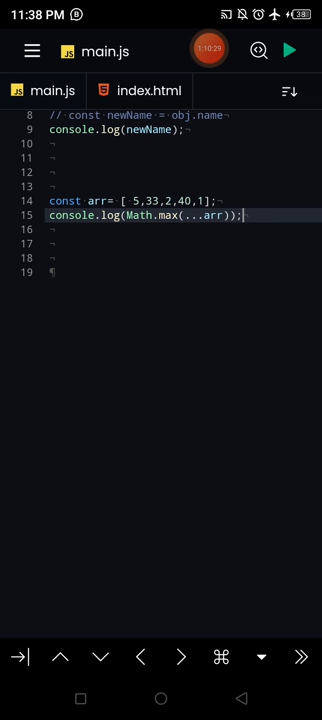 11:38 PM
38
main.js
1:10:29
main.js
index.html
8 // const newName = obj.name
9 console.log(newName);
10
11
12
13
14 const arr= [ 5,33,2,40,1];
15 console.log(Math.max(...arr));
16
17
18
19